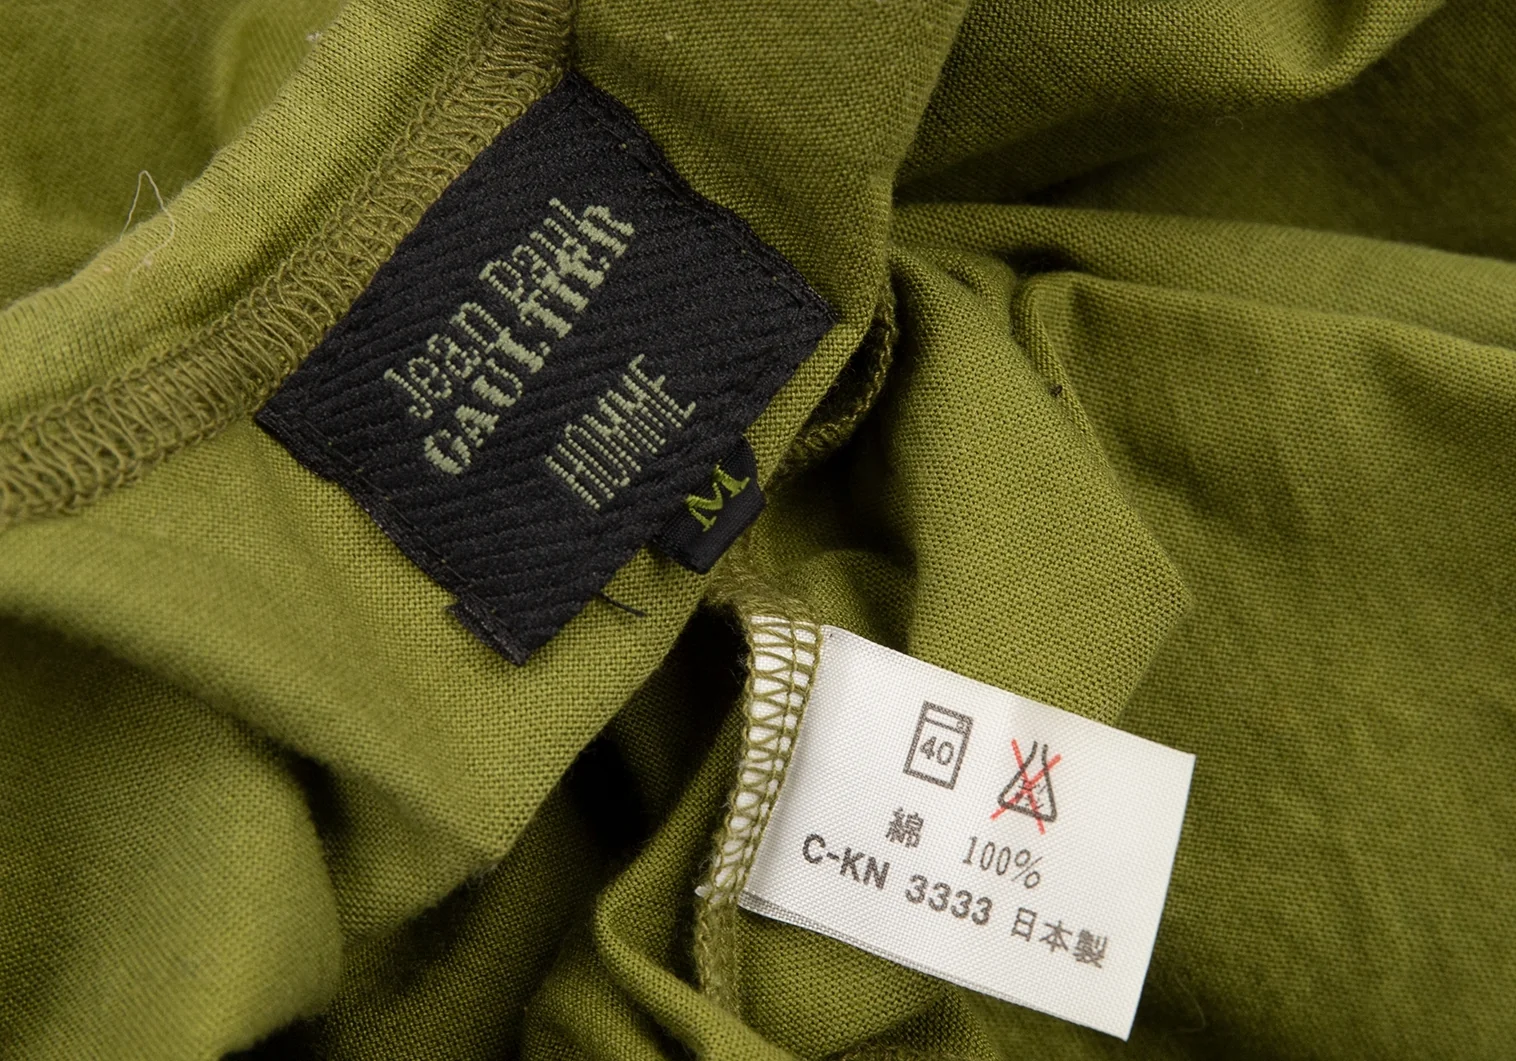 Jean Paul
GAULTIER
HOMME
M
40
綿 100%
C-KN 3333 日本製